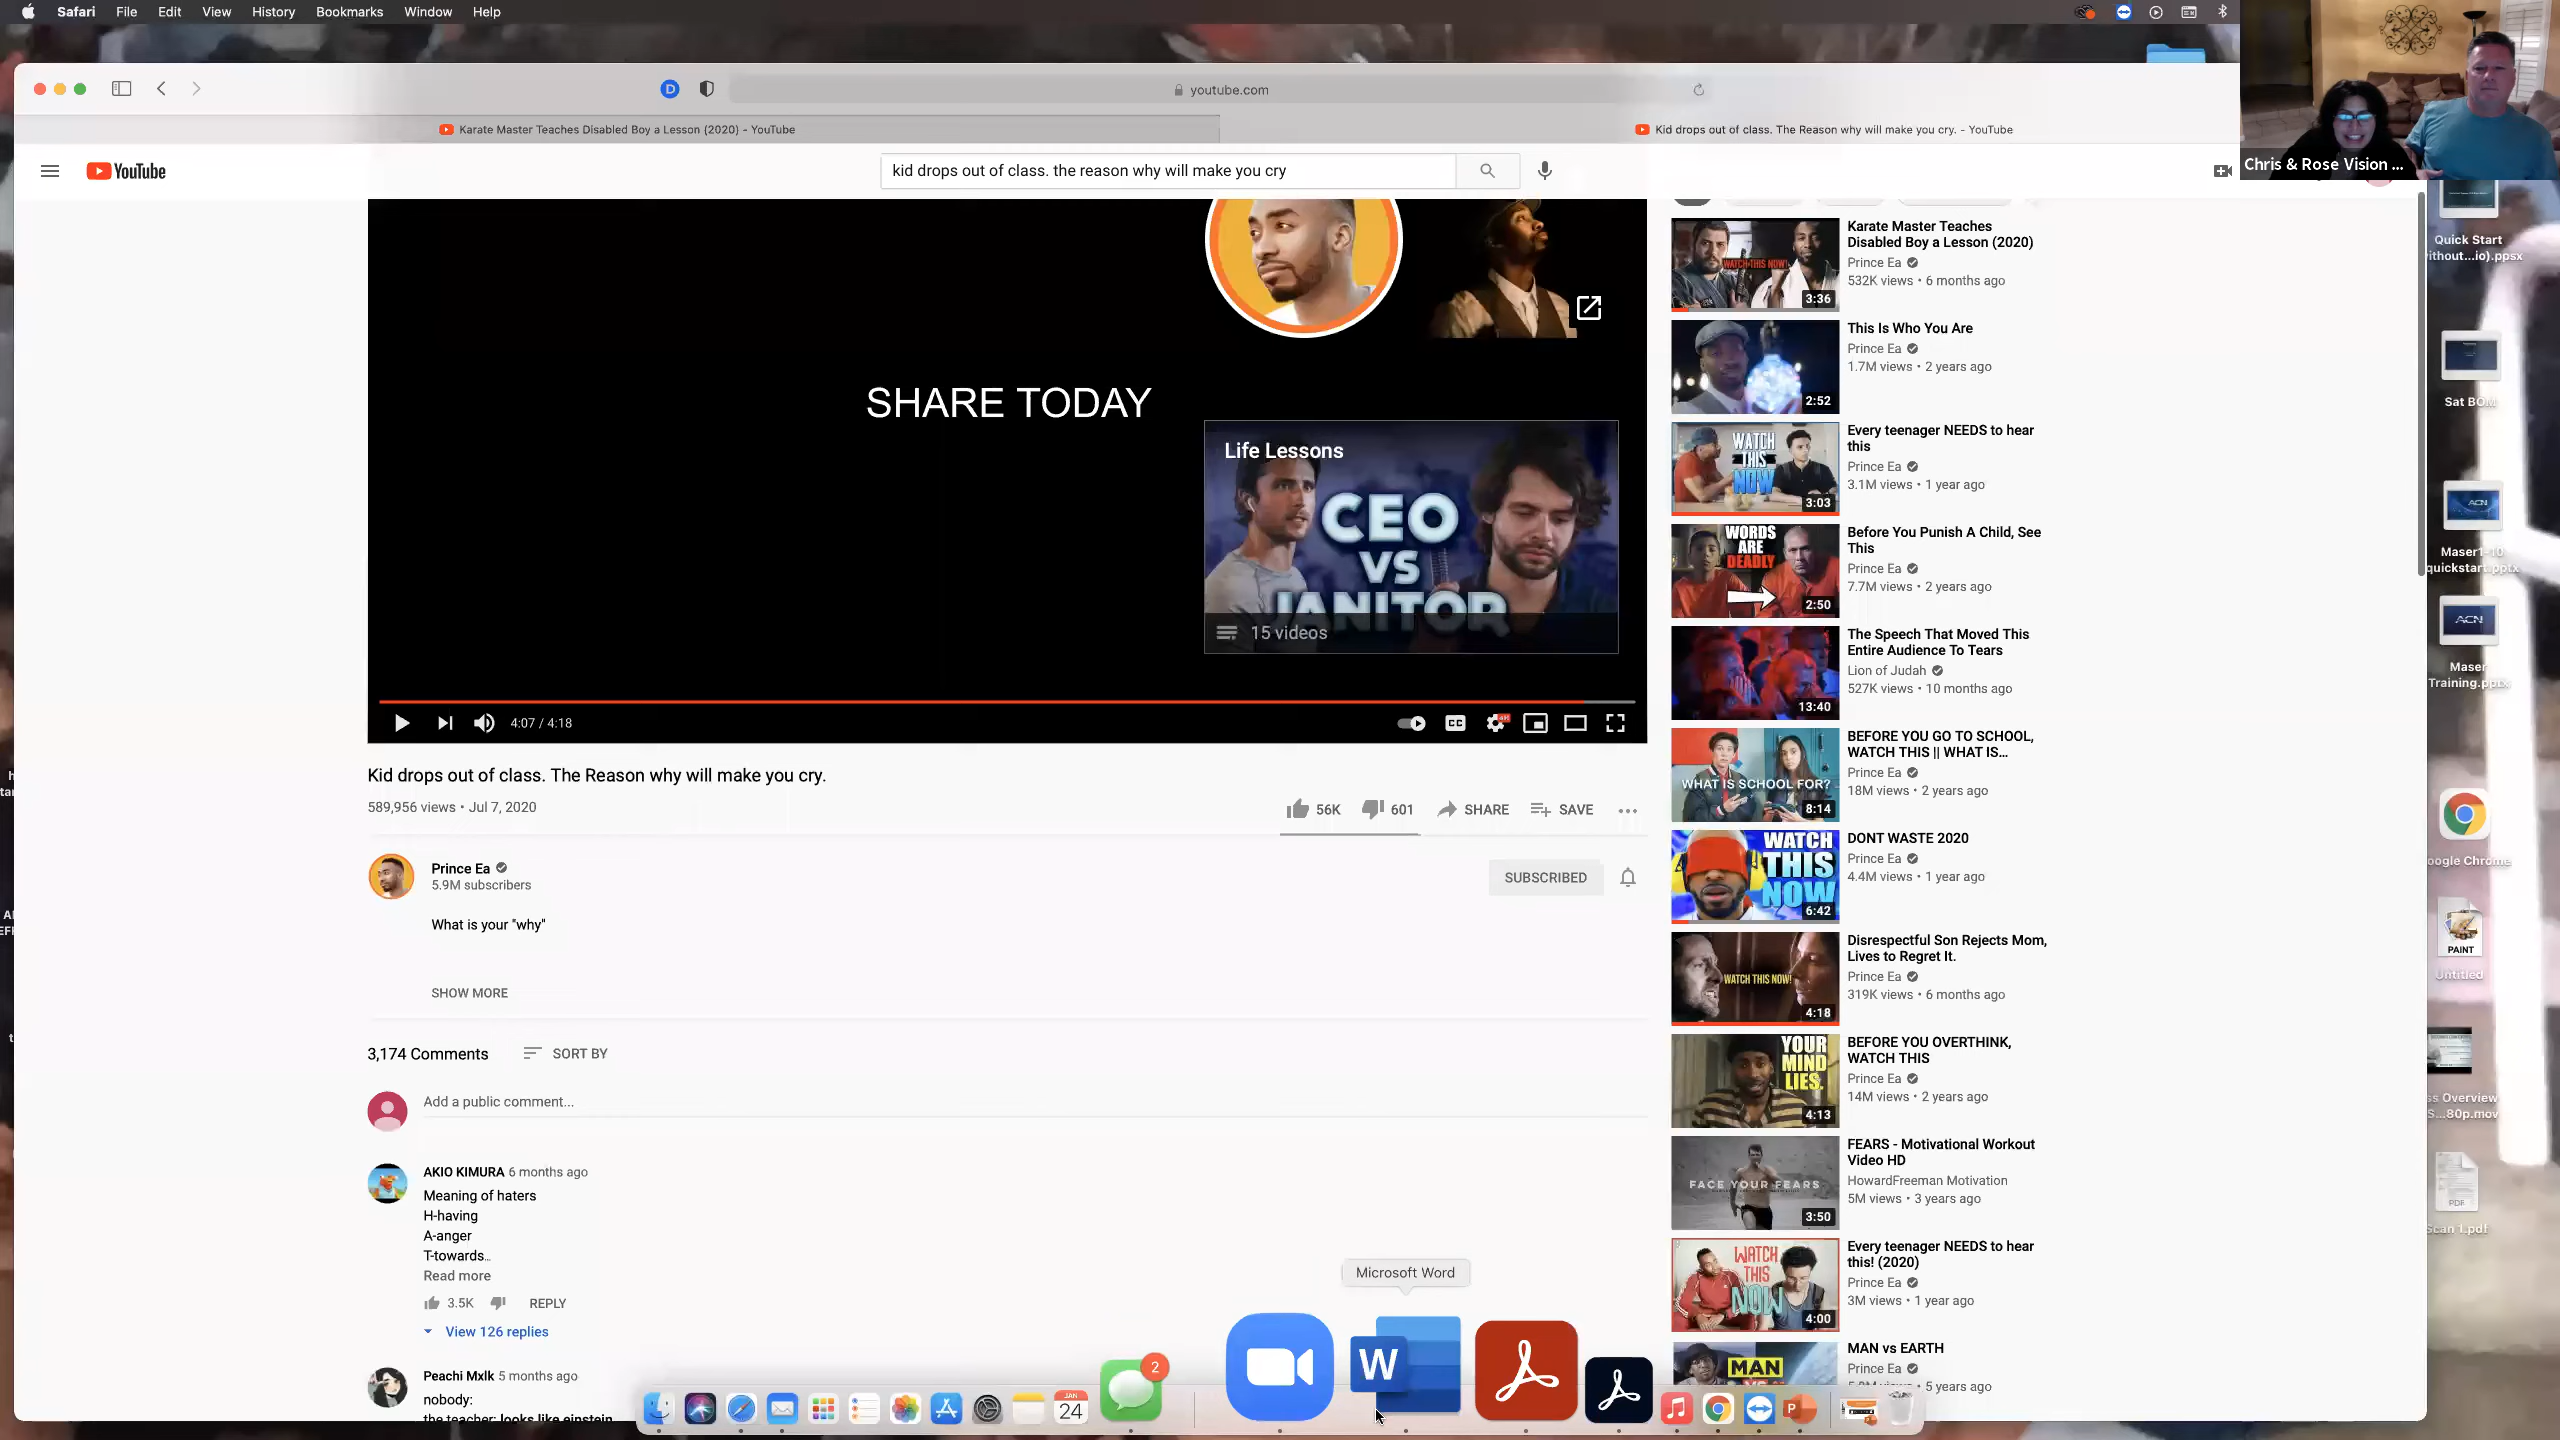 Safari File Edit View History Bookmarks Window Help
youtube.com
Karate Master Teaches Disabled Boy a Lesson (2020) - YouTube
Kid drops out of class. The Reason why will make you cry. - YouTube
Chris & Rose Vision ...
YouTube
kid drops out of class. the reason why will make you cry
SHARE TODAY
Life Lessons
CEO
VS
JANITOR
15 videos
4:07 / 4:18
Kid drops out of class. The Reason why will make you cry.
589,956 views • Jul 7, 2020
56K
601
SHARE
SAVE
Prince Ea
5.9M subscribers
SUBSCRIBED
What is your "why"
SHOW MORE
3,174 Comments
SORT BY
Add a public comment...
AKIO KIMURA 6 months ago
Meaning of haters
H-having
A-anger
T-towards...
Read more
3.5K
REPLY
View 126 replies
Peachi Mxlk 5 months ago
nobody:
the teacher: looks like einstein
WATCH THIS NOW!
3:36
Karate Master Teaches
Disabled Boy a Lesson (2020)
Prince Ea
532K views • 6 months ago
2:52
This Is Who You Are
Prince Ea
1.7M views • 2 years ago
WATCH
THIS
NOW
3:03
Every teenager NEEDS to hear
this
Prince Ea
3.1M views • 1 year ago
WORDS
ARE
DEADLY
2:50
Before You Punish A Child, See
This
Prince Ea
7.7M views • 2 years ago
13:40
The Speech That Moved This
Entire Audience To Tears
Lion of Judah
527K views • 10 months ago
WHAT IS SCHOOL FOR?
8:14
BEFORE YOU GO TO SCHOOL,
WATCH THIS || WHAT IS...
Prince Ea
18M views • 2 years ago
WATCH
THIS
NOW
6:42
DONT WASTE 2020
Prince Ea
4.4M views • 1 year ago
WATCH THIS NOW!
4:18
Disrespectful Son Rejects Mom,
Lives to Regret It.
Prince Ea
319K views • 6 months ago
YOUR
MIND
LIES.
4:13
BEFORE YOU OVERTHINK,
WATCH THIS
Prince Ea
14M views • 2 years ago
FACE YOUR FEARS
3:50
FEARS - Motivational Workout
Video HD
HowardFreeman Motivation
5M views • 3 years ago
WATCH
THIS
NOW
4:00
Every teenager NEEDS to hear
this! (2020)
Prince Ea
3M views • 1 year ago
MAN
MAN vs EARTH
Prince Ea
5 years ago
Quick Start
ithout...io).ppsx
Sat BOM
ACN
Maser1-10
quickstart.pptx
ACN
Maser
Training.pptx
oogle Chrome
PAINT
Untitled
ss Overview
S...80p.mov
PDF
Scan 1.pdf
Microsoft Word
2
W
JAN
24
P